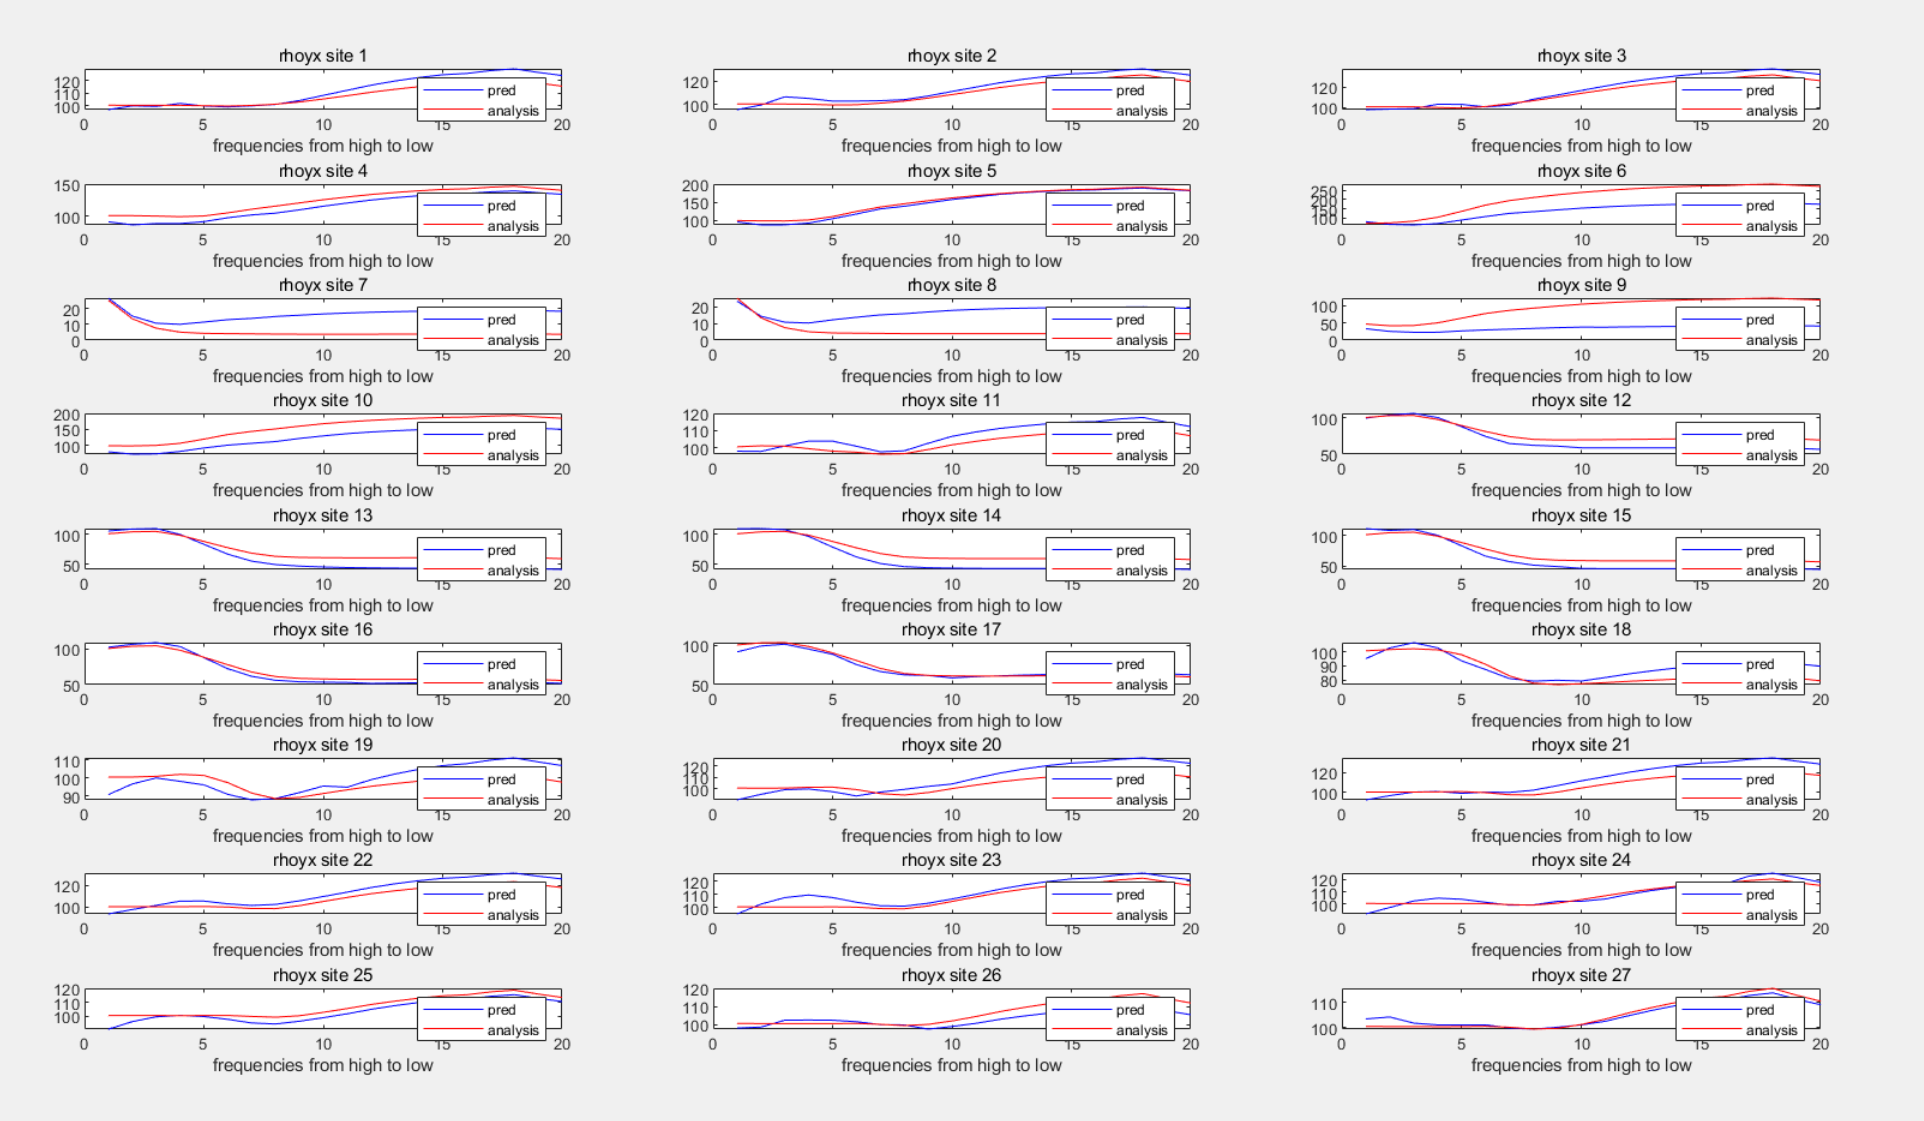 rhoyx site 1
120
110
100
pred
analysis
0 5 10 15 20
frequencies from high to low
rhoyx site 2
120
100
pred
analysis
0 5 10 15 20
frequencies from high to low
rhoyx site 3
120
100
pred
analysis
0 5 10 15 20
frequencies from high to low
rhoyx site 4
150
100
pred
analysis
0 5 10 15 20
frequencies from high to low
rhoyx site 5
200
150
100
pred
analysis
0 5 10 15 20
frequencies from high to low
rhoyx site 6
250
200
150
100
pred
analysis
0 5 10 15 20
frequencies from high to low
rhoyx site 7
20
10
0
pred
analysis
0 5 10 15 20
frequencies from high to low
rhoyx site 8
20
10
0
pred
analysis
0 5 10 15 20
frequencies from high to low
rhoyx site 9
100
50
0
pred
analysis
0 5 10 15 20
frequencies from high to low
rhoyx site 10
200
150
100
pred
analysis
0 5 10 15 20
frequencies from high to low
rhoyx site 11
120
110
100
pred
analysis
0 5 10 15 20
frequencies from high to low
rhoyx site 12
100
50
pred
analysis
0 5 10 15 20
frequencies from high to low
rhoyx site 13
100
50
pred
analysis
0 5 10 15 20
frequencies from high to low
rhoyx site 14
100
50
pred
analysis
0 5 10 15 20
frequencies from high to low
rhoyx site 15
100
50
pred
analysis
0 5 10 15 20
frequencies from high to low
rhoyx site 16
100
50
pred
analysis
0 5 10 15 20
frequencies from high to low
rhoyx site 17
100
50
pred
analysis
0 5 10 15 20
frequencies from high to low
rhoyx site 18
100
90
80
pred
analysis
0 5 10 15 20
frequencies from high to low
rhoyx site 19
110
100
90
pred
analysis
0 5 10 15 20
frequencies from high to low
rhoyx site 20
120
110
100
pred
analysis
0 5 10 15 20
frequencies from high to low
rhoyx site 21
120
100
pred
analysis
0 5 10 15 20
frequencies from high to low
rhoyx site 22
120
100
pred
analysis
0 5 10 15 20
frequencies from high to low
rhoyx site 23
120
110
100
pred
analysis
0 5 10 15 20
frequencies from high to low
rhoyx site 24
120
110
100
pred
analysis
0 5 10 15 20
frequencies from high to low
rhoyx site 25
120
110
100
pred
analysis
0 5 10 15 20
frequencies from high to low
rhoyx site 26
120
110
100
pred
analysis
0 5 10 15 20
frequencies from high to low
rhoyx site 27
110
100
pred
analysis
0 5 10 15 20
frequencies from high to low